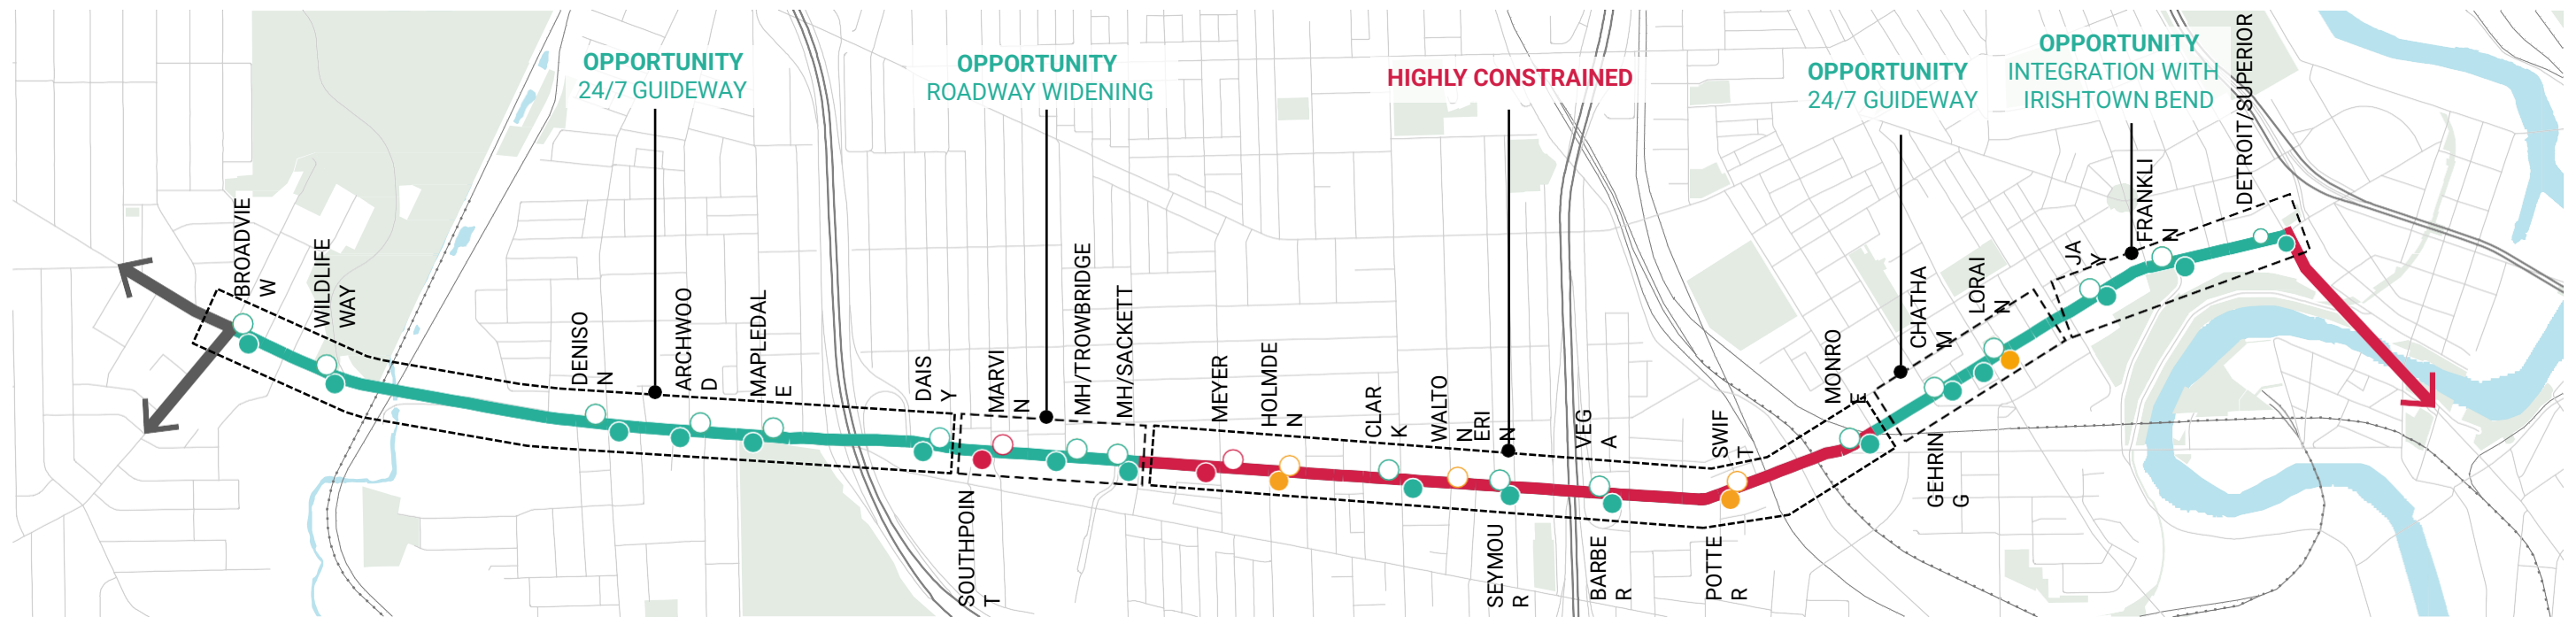 OPPORTUNITY
24/7 GUIDEWAY
OPPORTUNITY
ROADWAY WIDENING
HIGHLY CONSTRAINED
OPPORTUNITY
24/7 GUIDEWAY
OPPORTUNITY
INTEGRATION WITH
IRISHTOWN BEND
BROADVIE
W
WILDLIFE
WAY
DENISO
N
ARCHWOO
D
MAPLEDAL
E
DAIS
Y
SOUTHPOIN
T
MARVI
N
MH/TROWBRIDGE
MH/SACKETT
MEYER
HOLMDE
N
CLAR
K
WALTO
N
ERI
N
SEYMOU
R
VEG
A
BARBE
R
SWIF
T
POTTE
R
MONRO
E
CHATHA
M
GEHRIN
G
LORAI
N
JA
Y
FRANKLI
N
DETROIT/SUPERIOR